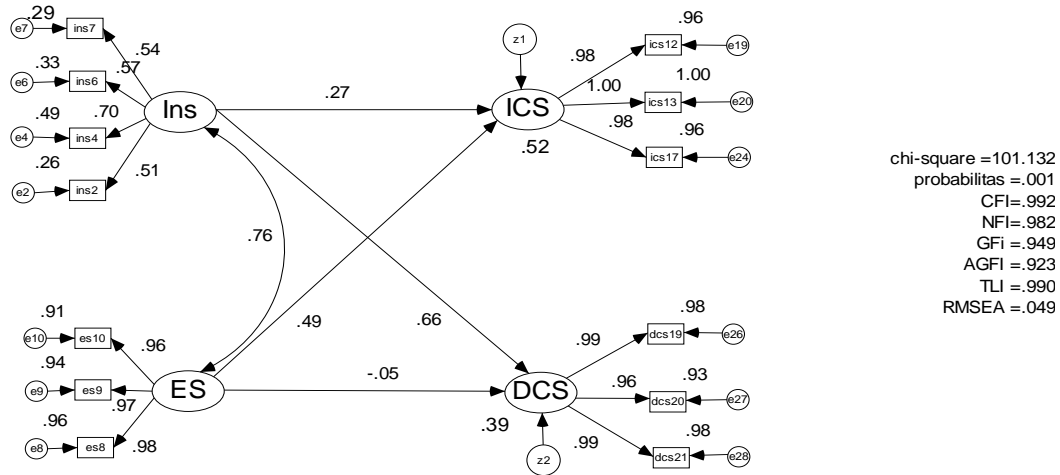 .29
e7
ins7
.54
.33
e6
ins6
.57
.49
e4
ins4
.70
.26
e2
ins2
.51
Ins
.27
z1
ICS
.52
.98
ics12
.96
e19
1.00
ics13
1.00
e20
.98
ics17
.96
e24
.76
.49
.66
.91
e10
es10
.96
.94
e9
es9
.97
.96
e8
es8
.98
ES
-.05
DCS
.39
z2
.99
dcs19
.98
e26
.96
dcs20
.93
e27
.99
dcs21
.98
e28
chi-square =101.132
probabilitas =.001
CFI=.992
NFI=.982
GFi =.949
AGFI =.923
TLI =.990
RMSEA =.049